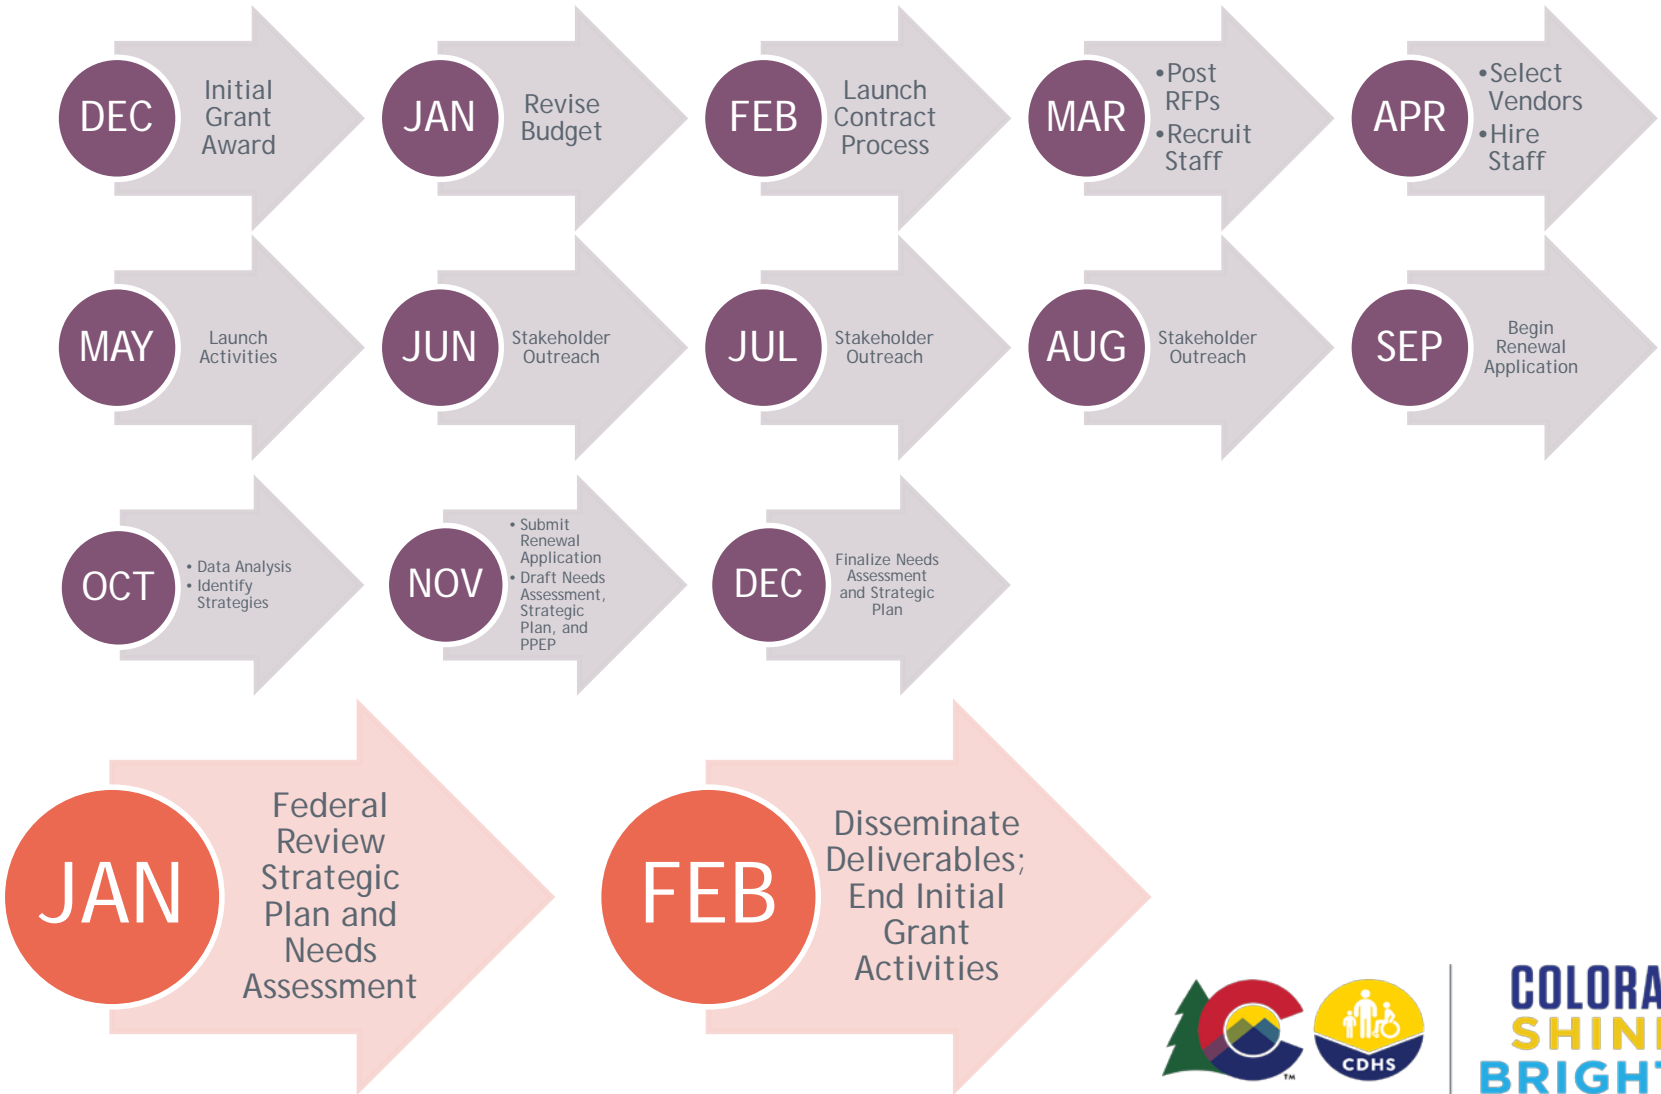 DEC
Initial
Grant
Award
JAN
Revise
Budget
FEB
Launch
Contract
Process
MAR
•Post
RFPs
•Recruit
Staff
APR
•Select
Vendors
•Hire
Staff
MAY
Launch
Activities
JUN
Stakeholder
Outreach
JUL
Stakeholder
Outreach
AUG
Stakeholder
Outreach
SEP
Begin
Renewal
Application
OCT
• Data Analysis
• Identify
Strategies
NOV
• Submit
Renewal
Application
• Draft Needs
Assessment,
Strategic
Plan, and
PPEP
DEC
Finalize Needs
Assessment
and Strategic
Plan
JAN
Federal
Review
Strategic
Plan and
Needs
Assessment
FEB
Disseminate
Deliverables;
End Initial
Grant
Activities
TM
CDHS
COLORA
SHIN
BRIGHT